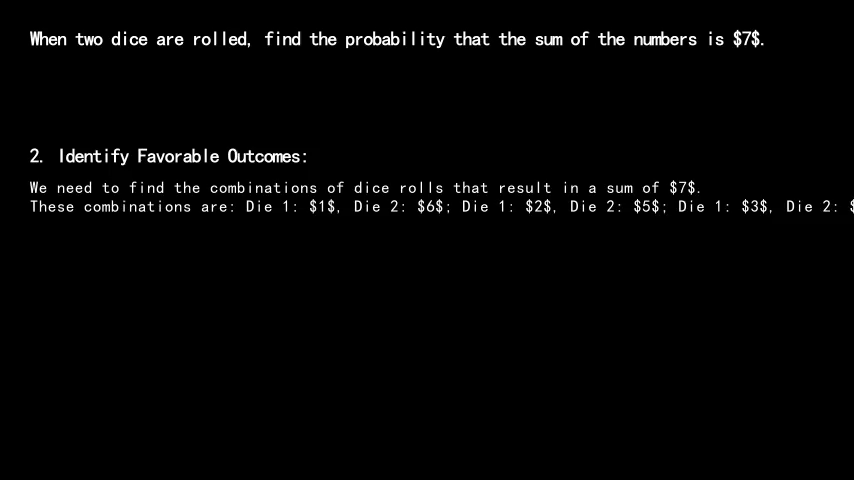 When two dice are rolled, find the probability that the sum of the numbers is $7$.
2. Identify Favorable Outcomes:
We need to find the combinations of dice rolls that result in a sum of $7$.
These combinations are: Die 1: $1$, Die 2: $6$; Die 1: $2$, Die 2: $5$; Die 1: $3$, Die 2: $